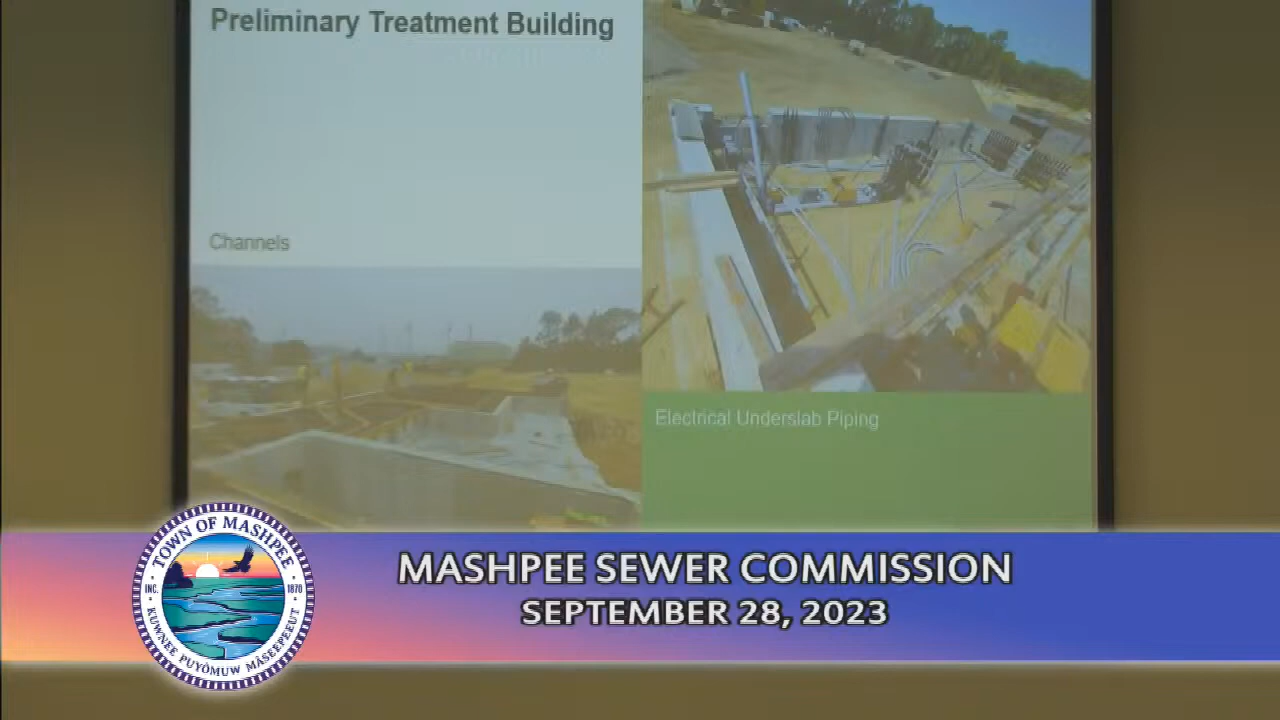 Preliminary Treatment Building
Channels
Electrical Underslab Piping
TOWN OF MASHPEE
INC. 1870
KUWNEE PUYÔMUW MÂSEEPEEUT
MASHPEE SEWER COMMISSION
SEPTEMBER 28, 2023